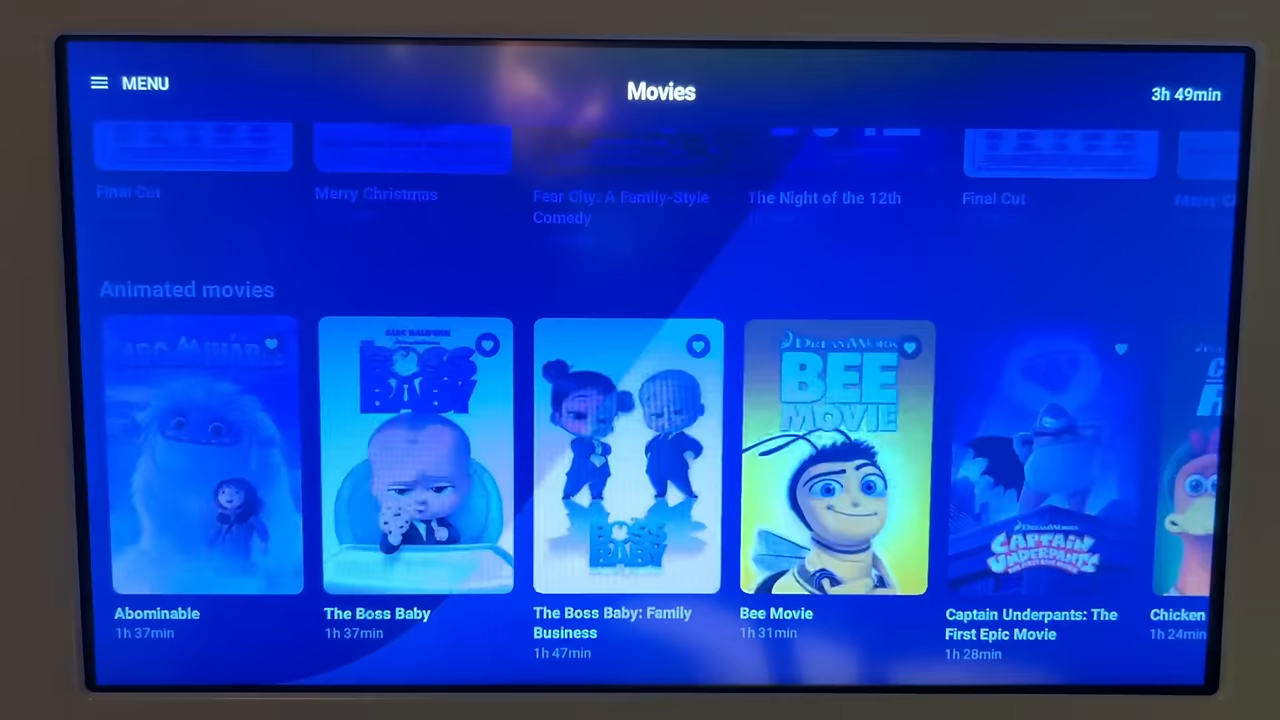 MENU
Movies
3h 49min
Final Cut
Merry Christmas
Fear City: A Family-Style
Comedy
The Night of the 12th
Final Cut
Animated movies
ALEC BALDWIN
BOSS
BABY
BOSS
BABY
DREAMWORKS
BEE
MOVIE
DREAMWORKS
CAPTAIN
UNDERPANTS
Abominable
1h 37min
The Boss Baby
1h 37min
The Boss Baby: Family
Business
1h 47min
Bee Movie
1h 31min
Captain Underpants: The
First Epic Movie
1h 28min
Chicken
1h 24min